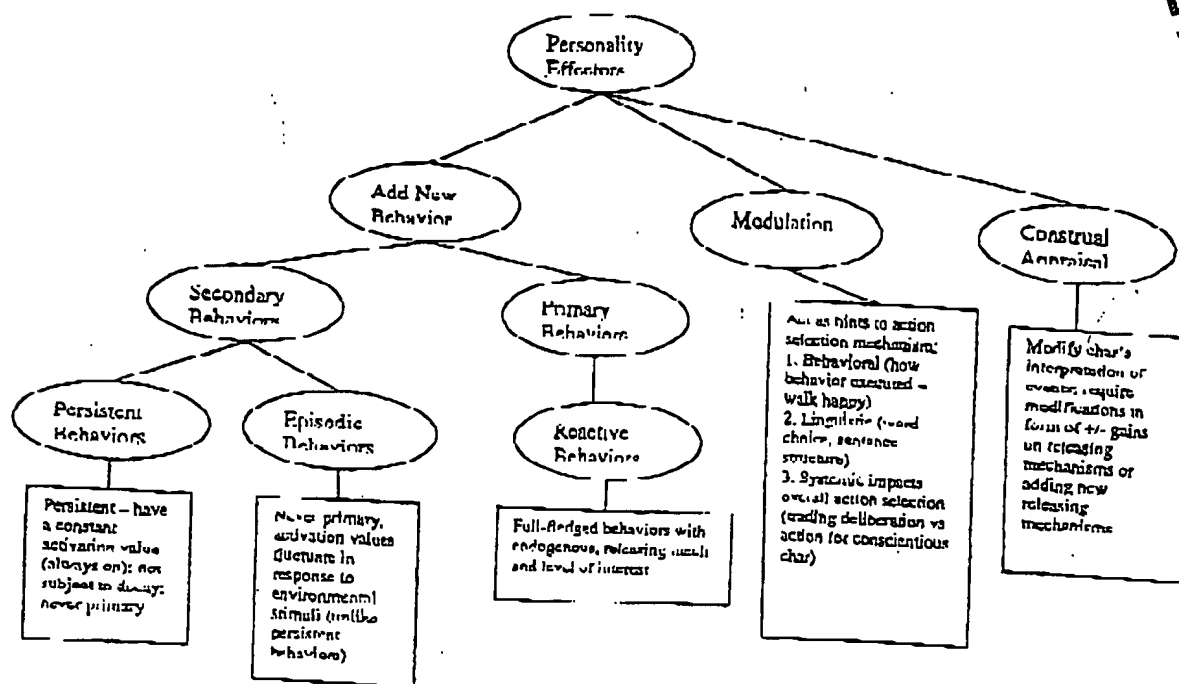 Personality
Effectors
Add New
Behavior
Modulation
Construal
Appraisal
Secondary
Behaviors
Primary
Behaviors
Persistent
Behaviors
Episodic
Behaviors
Reactive
Behaviors
Persistent – have
a constant
activation value
(always on); not
subject to decay;
never primary
Never primary,
activation values
fluctuate in
response to
environmental
stimuli (unlike
persistent
behaviors)
Full-fledged behaviors with
endogenous, releasing mech
and level of interest
Act as hints to action
selection mechanism:
1. Behavioral (how
behavior executed –
walk happy)
2. Linguistic (word
choice, sentence
structure)
3. Systemic impacts
overall action selection
(trading deliberation vs
action for conscientious
char)
Modify char's
interpretation of
events; require
modifications in
form of +/- gains
on releasing
mechanisms or
adding new
releasing
mechanisms